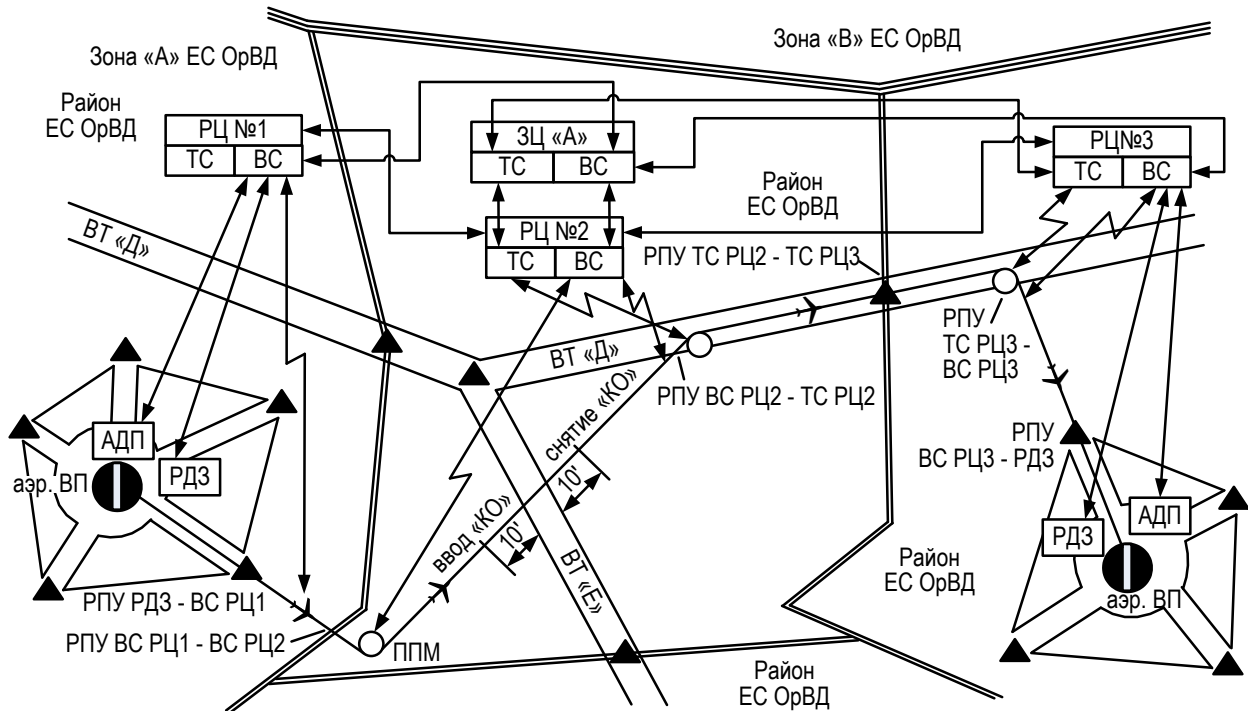 Зона «А» ЕС ОрВД
Зона «В» ЕС ОрВД
Район
ЕС ОрВД
РЦ №1
ТС
ВС
ЗЦ «А»
ТС
ВС
РЦ№3
ТС
ВС
Район
ЕС ОрВД
РЦ №2
ТС
ВС
ВТ «Д»
РПУ ТС РЦ2 - ТС РЦ3
ВТ «Д»
РПУ
ТС РЦ3 -
ВС РЦ3
РПУ ВС РЦ2 - ТС РЦ2
снятие «КО»
10'
ввод «КО»
10'
ВТ «Е»
АДП
РДЗ
аэр. ВП
РПУ
ВС РЦ3 - РДЗ
АДП
РДЗ
аэр. ВП
Район
ЕС ОрВД
РПУ РДЗ - ВС РЦ1
РПУ ВС РЦ1 - ВС РЦ2
ППМ
Район
ЕС ОрВД